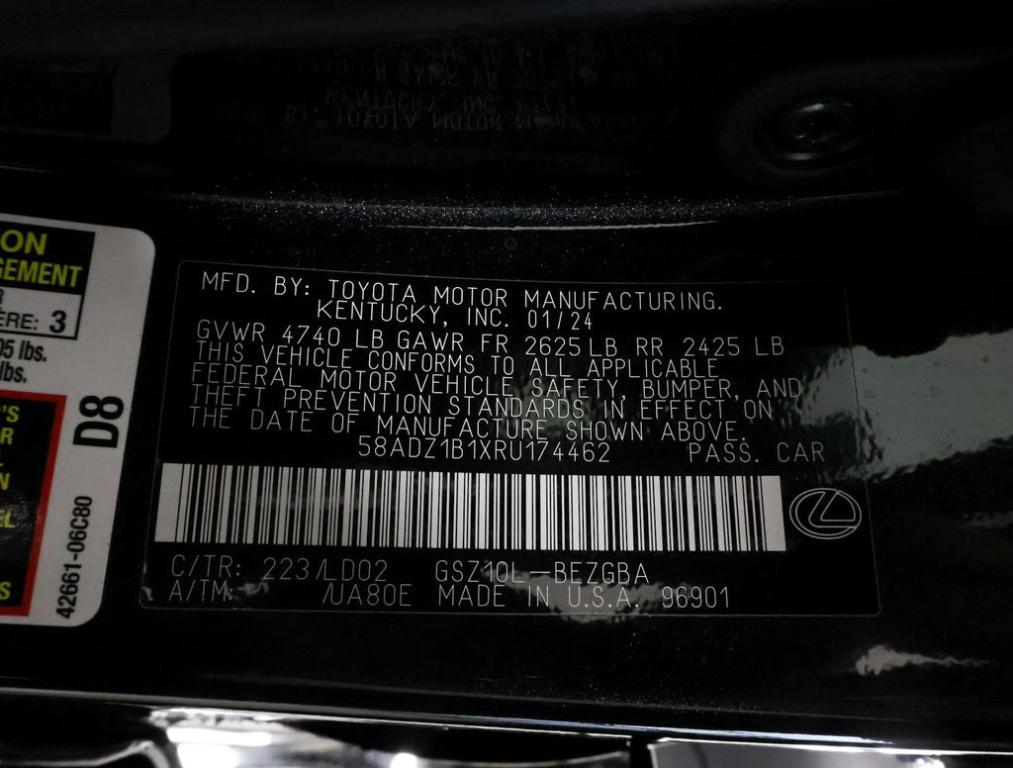 ON
GEMENT
ERE: 3
05 lbs.
lbs.
'S
R
N
EL
S
D8
42661-06C80
MFD. BY: TOYOTA MOTOR MANUFACTURING.
KENTUCKY, INC. 01/24
GVWR 4740 LB GAWR FR 2625 LB RR 2425 LB
THIS VEHICLE CONFORMS TO ALL APPLICABLE
FEDERAL MOTOR VEHICLE SAFETY, BUMPER, AND
THEFT PREVENTION STANDARDS IN EFFECT ON
THE DATE OF MANUFACTURE SHOWN ABOVE.
58ADZ1B1XRU174462 PASS. CAR
C/TR: 223/LD02 GSZ10L-BEZGBA
A/TM: /UA80E MADE IN U.S.A. 96901